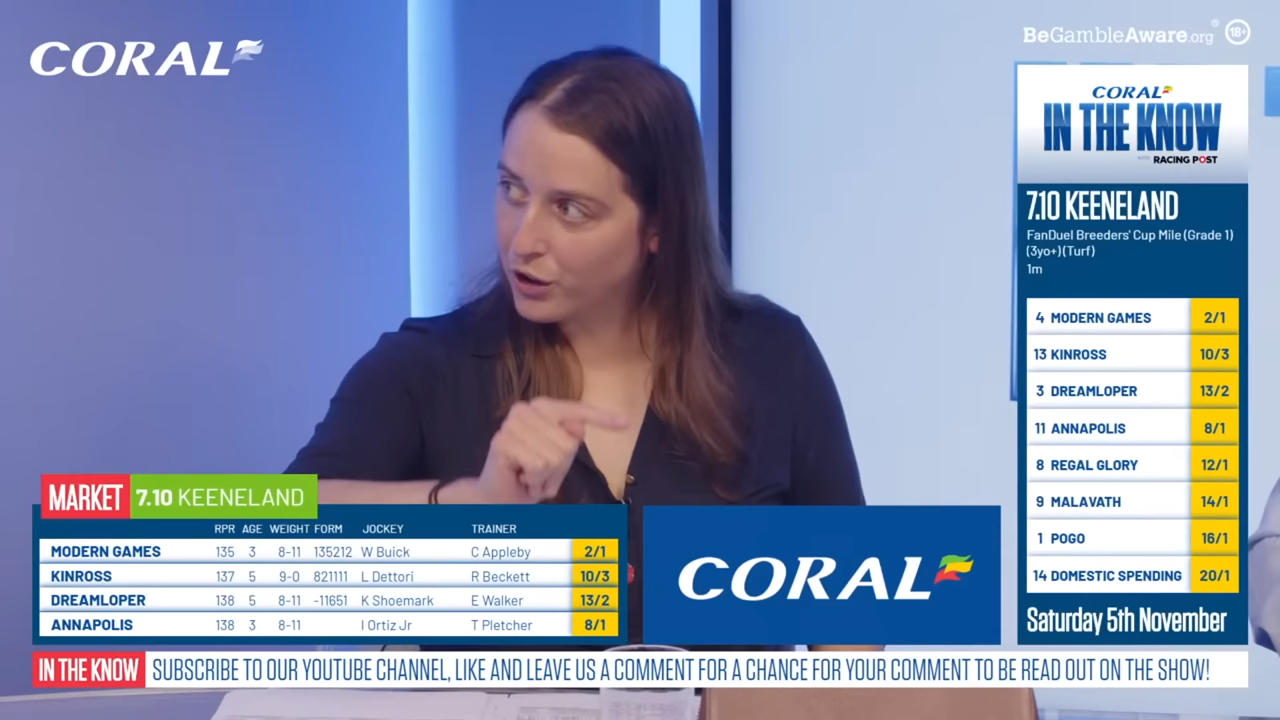 CORAL
BeGambleAware.org® 18+
CORAL
IN THE KNOW
WITH RACING POST
7.10 KEENELAND
FanDuel Breeders' Cup Mile (Grade 1)
(3yo+) (Turf)
1m
4 MODERN GAMES 2/1
13 KINROSS 10/3
3 DREAMLOPER 13/2
11 ANNAPOLIS 8/1
8 REGAL GLORY 12/1
9 MALAVATH 14/1
1 POGO 16/1
14 DOMESTIC SPENDING 20/1
Saturday 5th November
MARKET 7.10 KEENELAND
RPR AGE WEIGHT FORM JOCKEY TRAINER
MODERN GAMES 135 3 8-11 135212 W Buick C Appleby 2/1
KINROSS 137 5 9-0 821111 L Dettori R Beckett 10/3
DREAMLOPER 138 5 8-11 -11651 K Shoemark E Walker 13/2
ANNAPOLIS 138 3 8-11 I Ortiz Jr T Pletcher 8/1
CORAL
IN THE KNOW SUBSCRIBE TO OUR YOUTUBE CHANNEL, LIKE AND LEAVE US A COMMENT FOR A CHANCE FOR YOUR COMMENT TO BE READ OUT ON THE SHOW!